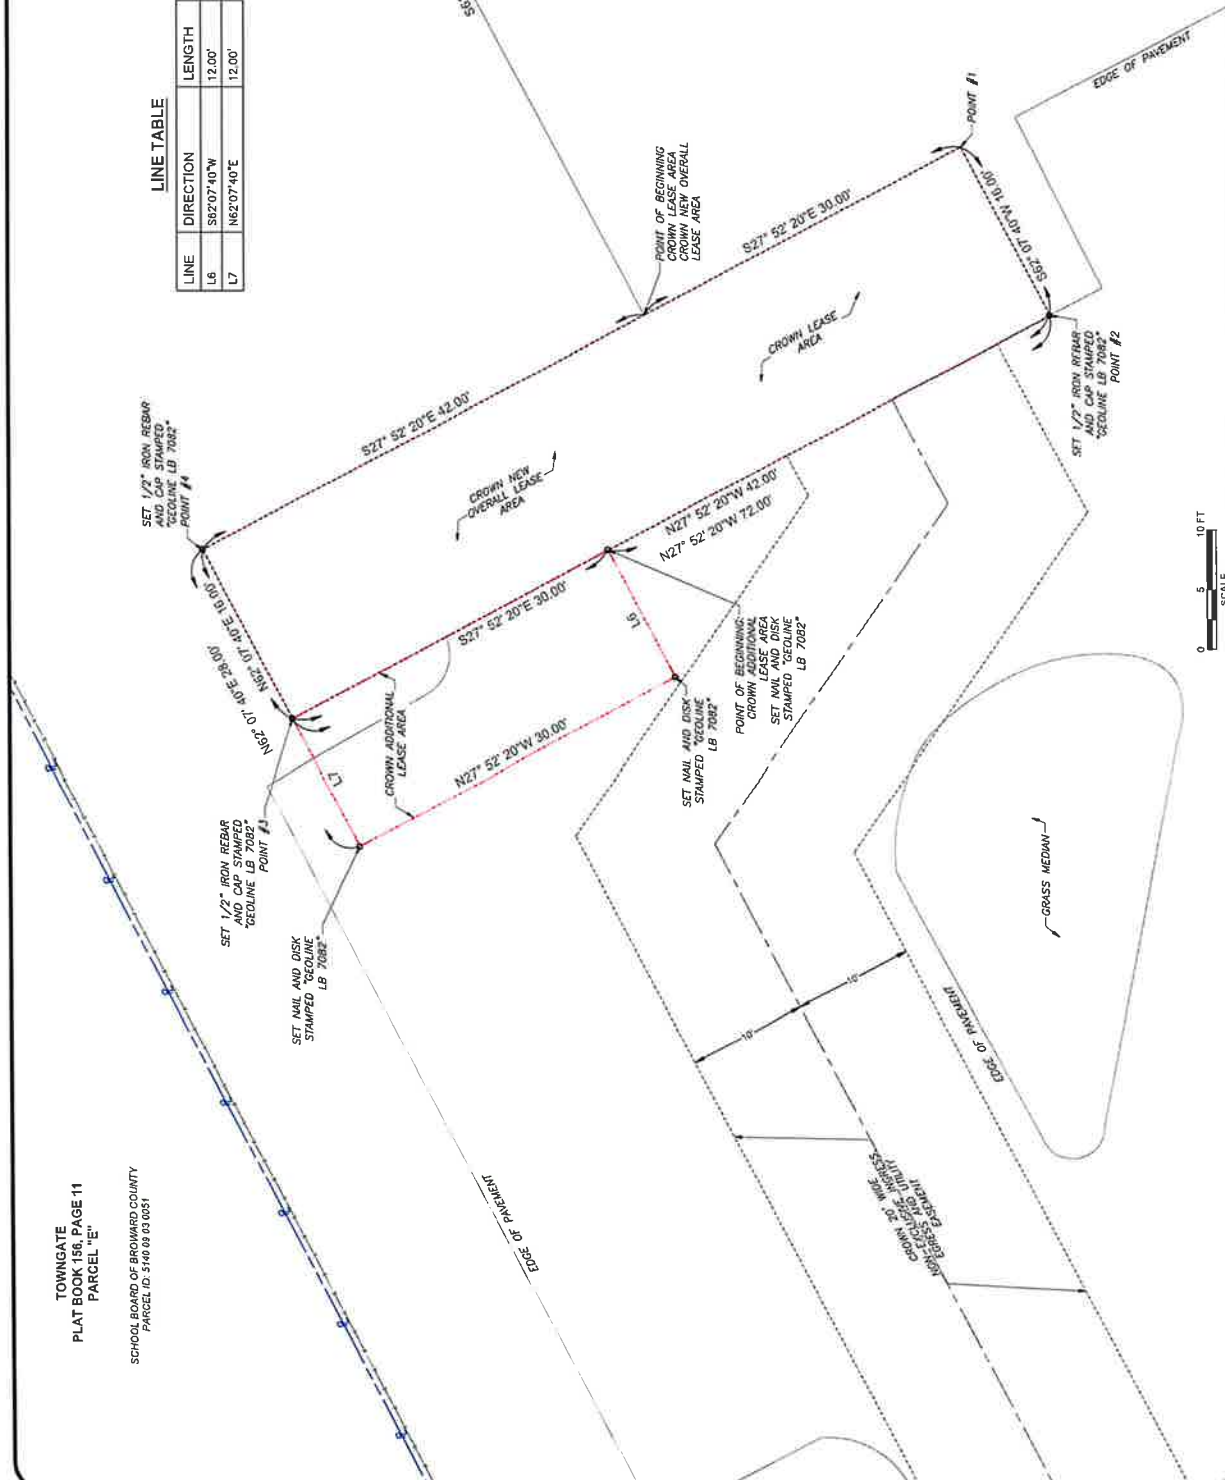 TOWNGATE
PLAT BOOK 156, PAGE 11
PARCEL "E"
SCHOOL BOARD OF BROWARD COUNTY
PARCEL ID: 5140 09 03 0051
LINE TABLE
LINE DIRECTION LENGTH
L6 S62°07'40"W 12.00'
L7 N62°07'40"E 12.00'
SET 1/2" IRON REBAR
AND CAP STAMPED
"GEOLINE LB 7082"
POINT #4
N62° 07' 40"E 28.00'
N62° 07' 40"E 16.00'
S27° 52' 20"E 42.00'
POINT OF BEGINNING
CROWN LEASE AREA
CROWN NEW OVERALL
LEASE AREA
S27° 52' 20"E 30.00'
POINT #1
EDGE OF PAVEMENT
S62° 07' 40"W 16.00'
SET 1/2" IRON REBAR
AND CAP STAMPED
"GEOLINE LB 7082"
POINT #2
CROWN LEASE
AREA
CROWN NEW
OVERALL LEASE
AREA
N27° 52' 20"W 42.00'
N27° 52' 20"W 72.00'
S27° 52' 20"E 30.00'
L6
L7
CROWN ADDITIONAL
LEASE AREA
N27° 52' 20"W 30.00'
SET 1/2" IRON REBAR
AND CAP STAMPED
"GEOLINE LB 7082"
POINT #3
SET NAIL AND DISK
STAMPED "GEOLINE
LB 7082"
SET NAIL AND DISK
STAMPED "GEOLINE
LB 7082"
POINT OF BEGINNING
CROWN ADDITIONAL
LEASE AREA
SET NAIL AND DISK
STAMPED "GEOLINE
LB 7082"
EDGE OF PAVEMENT
10'
10'
EDGE OF PAVEMENT
GRASS MEDIAN
CROWN 20' WIDE
NON-EXCLUSIVE INGRESS,
EGRESS AND UTILITY
EASEMENT
0 5 10 FT
SCALE